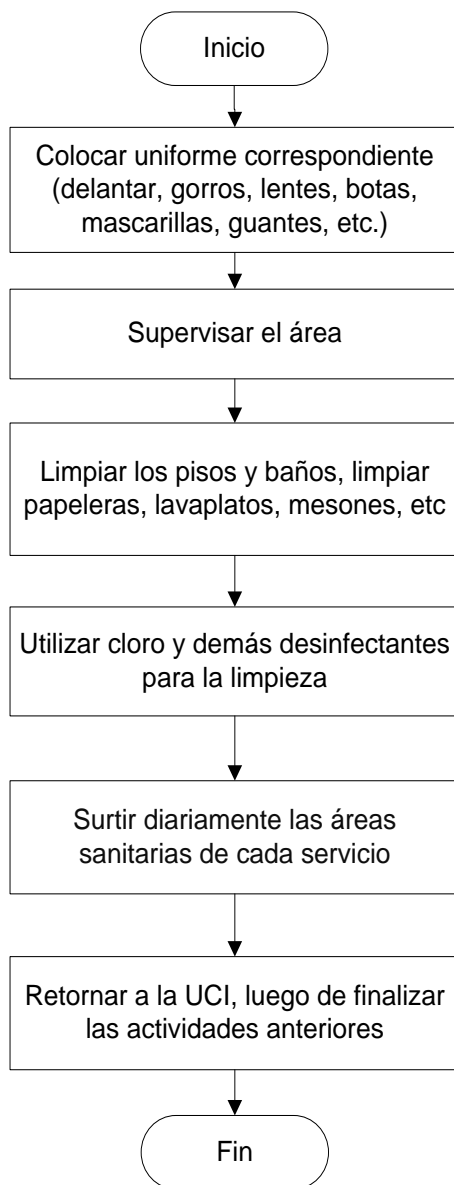 Inicio
Colocar uniforme correspondiente
(delantar, gorros, lentes, botas,
mascarillas, guantes, etc.)
Supervisar el área
Limpiar los pisos y baños, limpiar
papeleras, lavaplatos, mesones, etc
Utilizar cloro y demás desinfectantes
para la limpieza
Surtir diariamente las áreas
sanitarias de cada servicio
Retornar a la UCI, luego de finalizar
las actividades anteriores
Fin